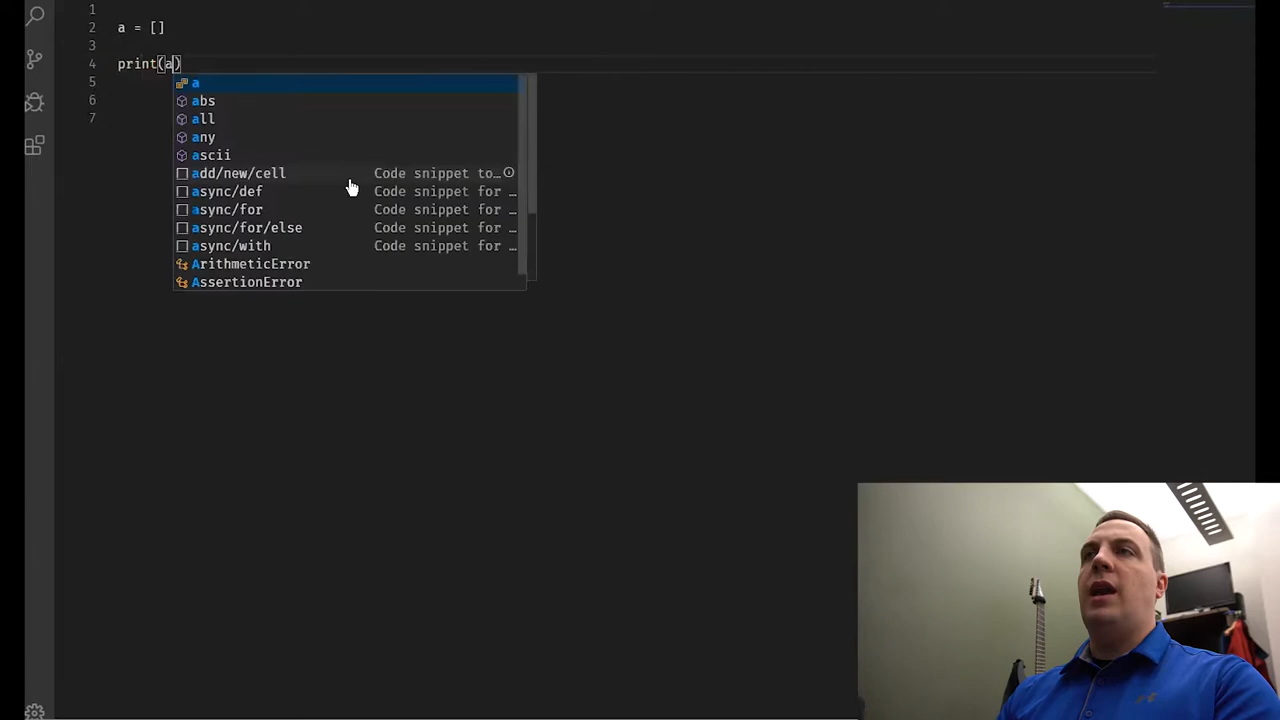 1
2 a = []
3
4 print(a)
5
6
7
a
abs
all
any
ascii
add/new/cell Code snippet to…
async/def Code snippet for …
async/for Code snippet for …
async/for/else Code snippet for …
async/with Code snippet for …
ArithmeticError
AssertionError